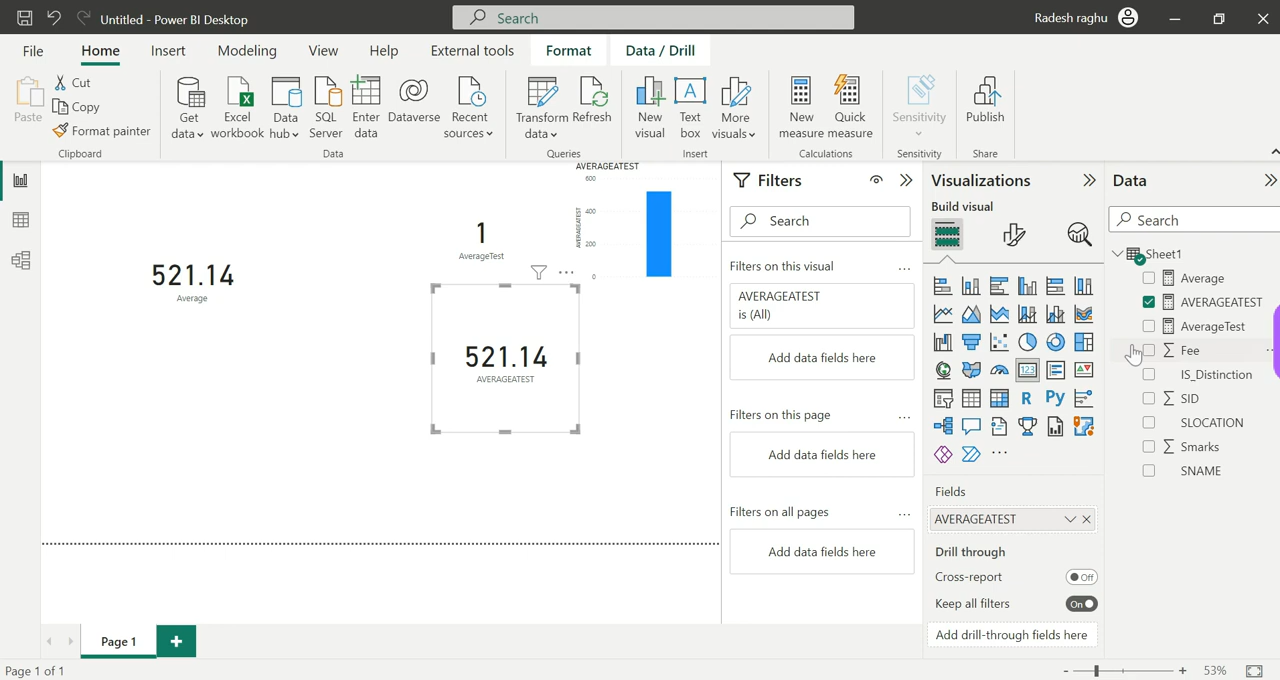 Untitled - Power BI Desktop
Search
Radesh raghu
File
Home
Insert
Modeling
View
Help
External tools
Format
Data / Drill
Paste
Cut
Copy
Format painter
Clipboard
Get data
Excel workbook
Data hub
SQL Server
Enter data
Dataverse
Recent sources
Data
Transform data
Refresh
Queries
New visual
Text box
More visuals
Insert
New measure
Quick measure
Calculations
Sensitivity
Sensitivity
Publish
Share
521.14
Average
1
AverageTest
AVERAGEATEST
600
400
200
0
AVERAGEATEST
521.14
AVERAGEATEST
Filters
Search
Filters on this visual
AVERAGEATEST
is (All)
Add data fields here
Filters on this page
Add data fields here
Filters on all pages
Add data fields here
Visualizations
Build visual
123
R
Py
Fields
AVERAGEATEST
Drill through
Cross-report
Off
Keep all filters
On
Add drill-through fields here
Data
Search
Sheet1
Average
AVERAGEATEST
AverageTest
Fee
IS_Distinction
SID
SLOCATION
Smarks
SNAME
Page 1
Page 1 of 1
53%